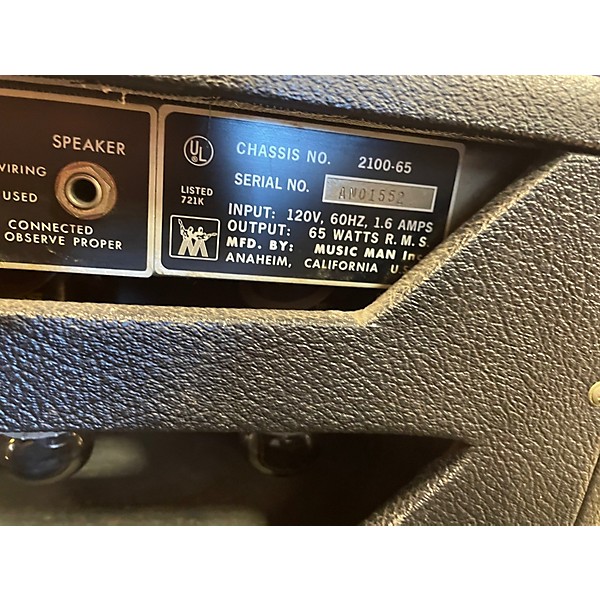 SPEAKER
WIRING
USED
CONNECTED
OBSERVE PROPER
UL
LISTED
721K
CHASSIS NO. 2100-65
SERIAL NO. AN01552
INPUT: 120V, 60HZ, 1.6 AMPS
OUTPUT: 65 WATTS R.M.S.
MFD. BY: MUSIC MAN Inc.
ANAHEIM, CALIFORNIA U.S